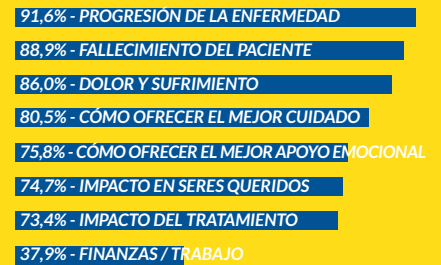 91,6% - PROGRESIÓN DE LA ENFERMEDAD
88,9% - FALLECIMIENTO DEL PACIENTE
86,0% - DOLOR Y SUFRIMIENTO
80,5% - CÓMO OFRECER EL MEJOR CUIDADO
75,8% - CÓMO OFRECER EL MEJOR APOYO EMOCIONAL
74,7% - IMPACTO EN SERES QUERIDOS
73,4% - IMPACTO DEL TRATAMIENTO
37,9% - FINANZAS / TRABAJO